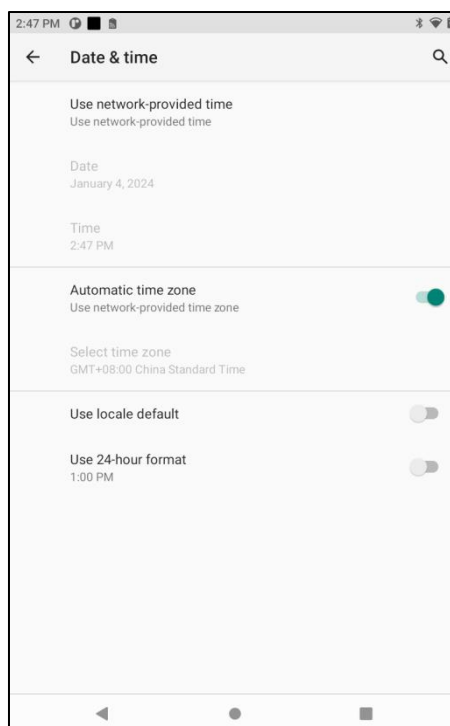 2:47 PM
Date & time
Use network-provided time
Use network-provided time
Date
January 4, 2024
Time
2:47 PM
Automatic time zone
Use network-provided time zone
Select time zone
GMT+08:00 China Standard Time
Use locale default
Use 24-hour format
1:00 PM